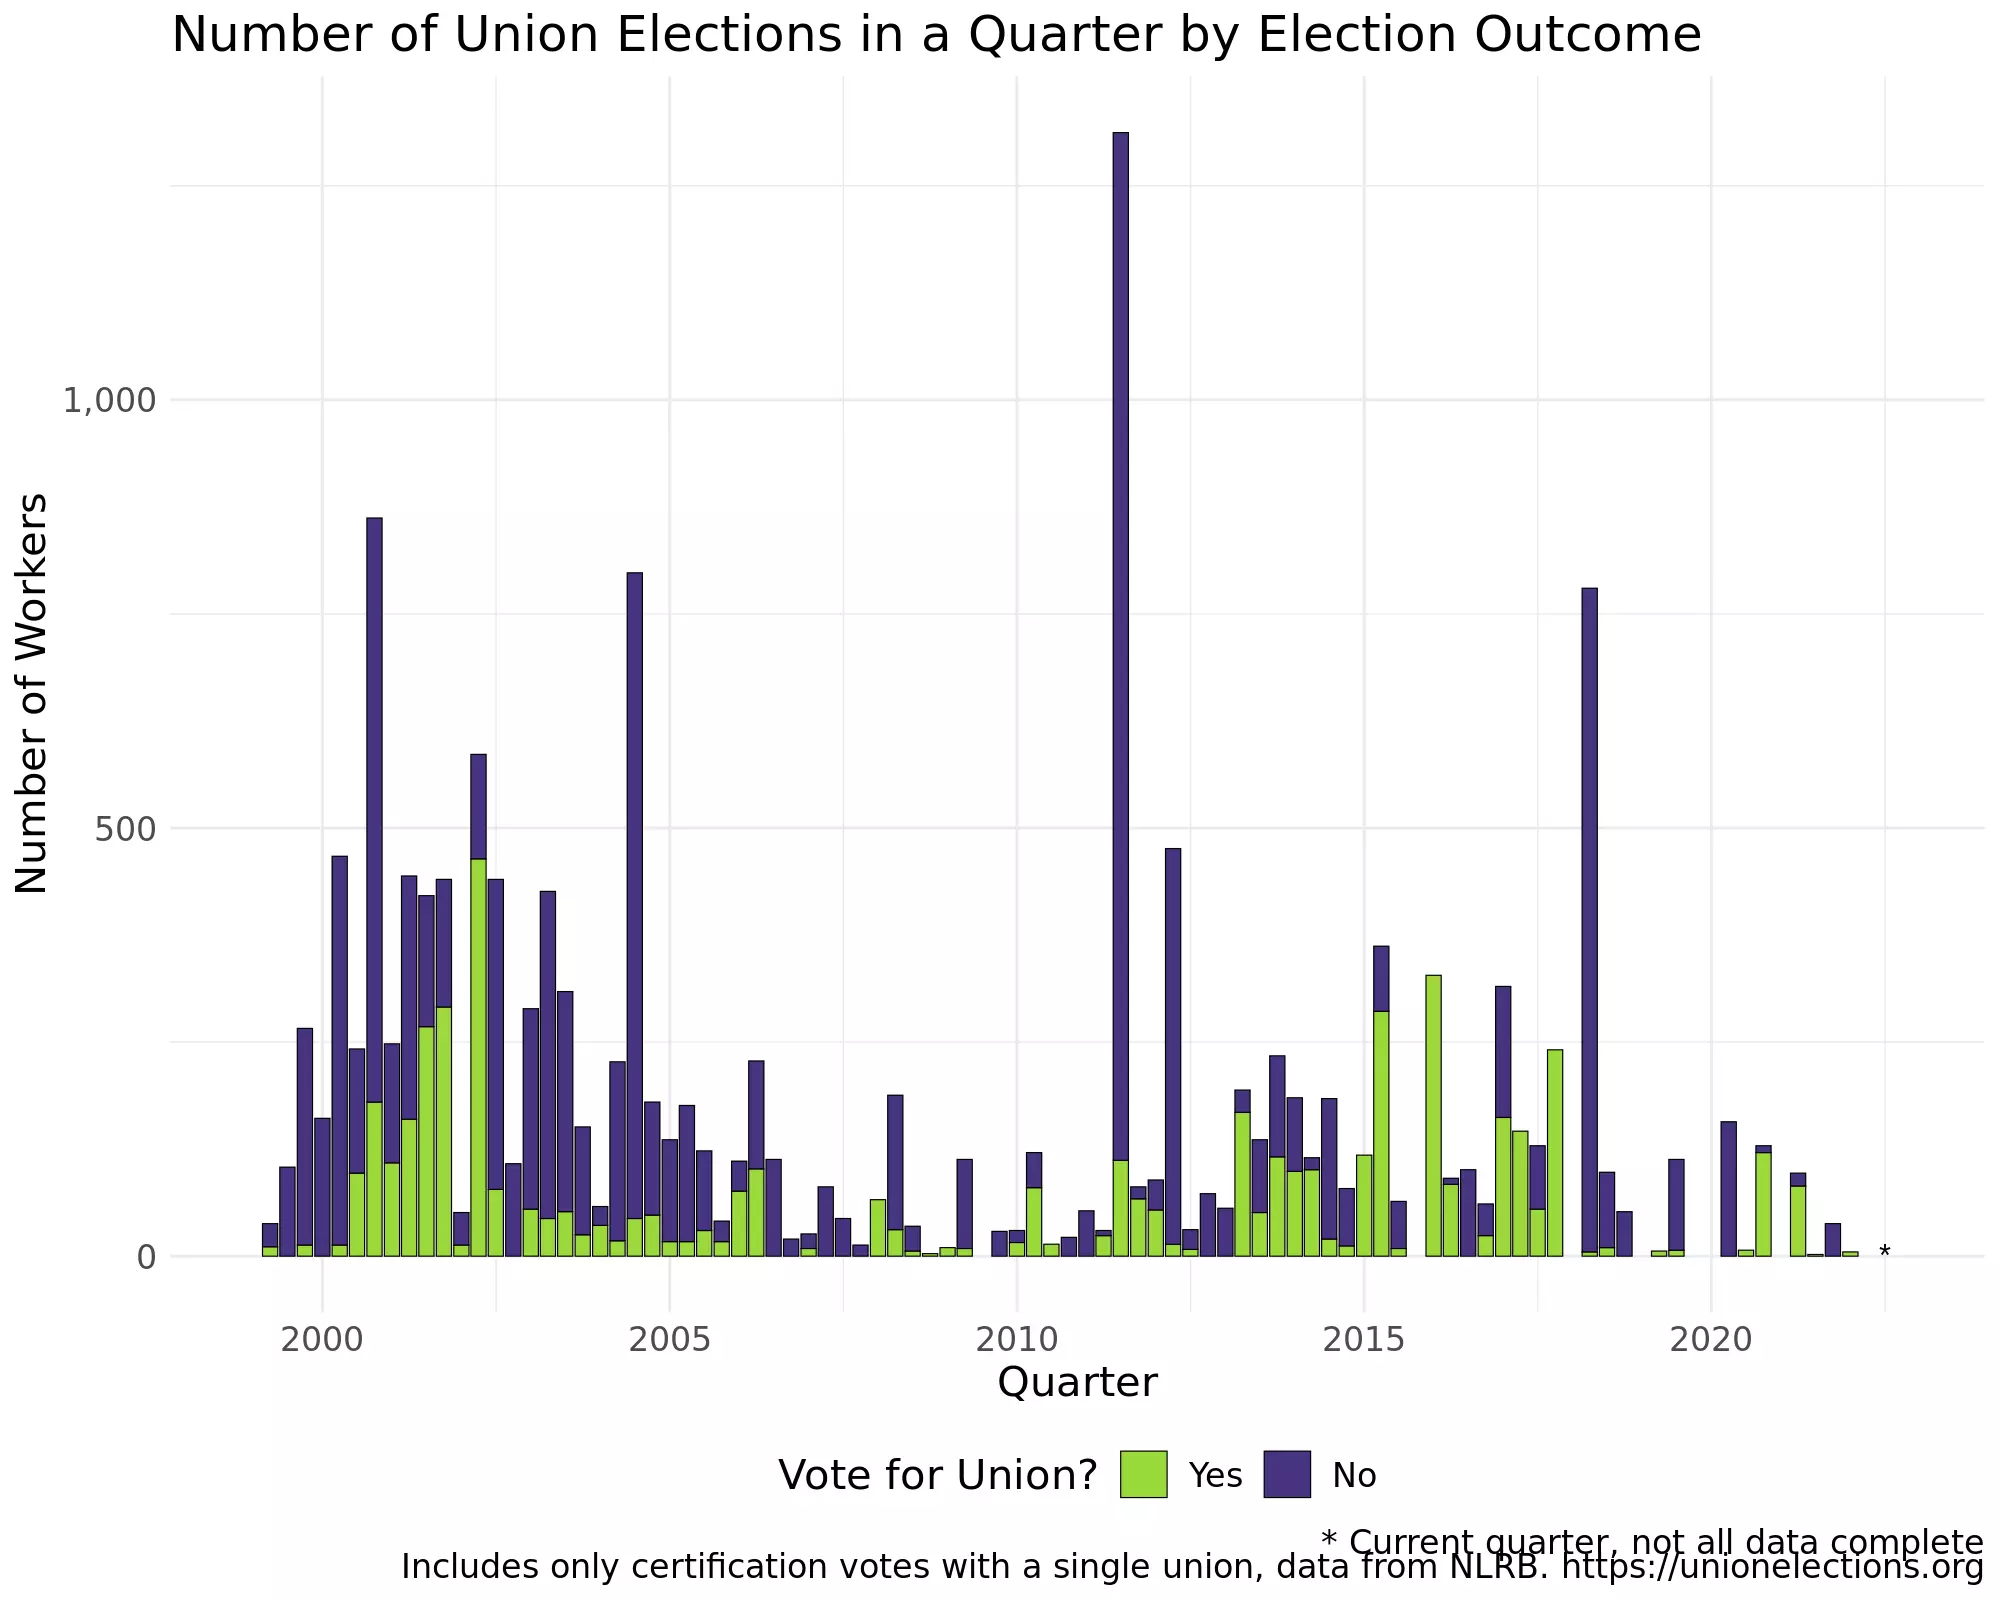 Number of Union Elections in a Quarter by Election Outcome
Number of Workers
1,000
500
0
*
2000 2005 2010 2015 2020
Quarter
Vote for Union? Yes No
* Current quarter, not all data complete
Includes only certification votes with a single union, data from NLRB. https://unionelections.org